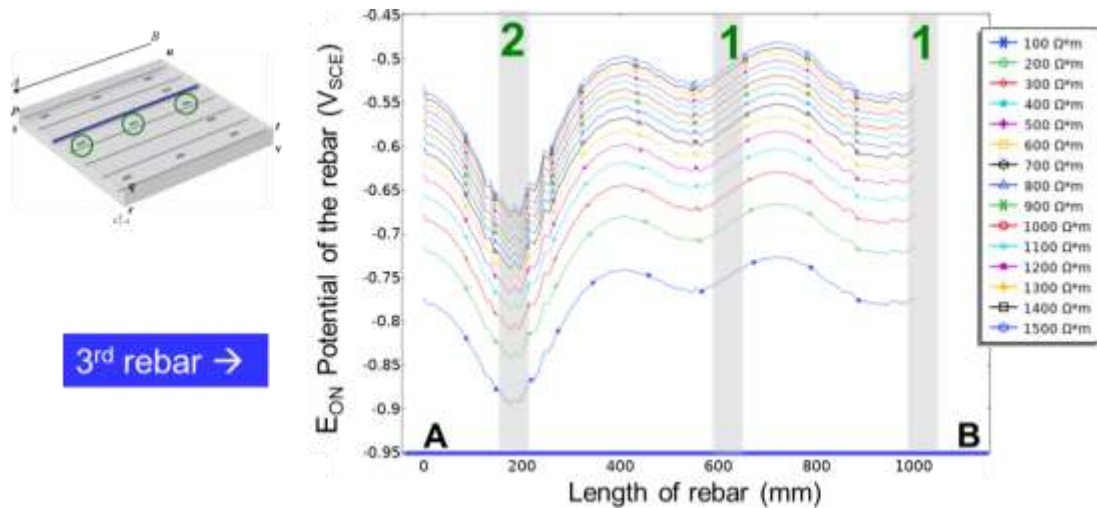 B
A
3rd rebar →
E_ON Potential of the rebar (V_SCE)
-0.45
-0.5
-0.55
-0.6
-0.65
-0.7
-0.75
-0.8
-0.85
-0.9
-0.95
2
1
1
A
B
0
200
400
600
800
1000
Length of rebar (mm)
100 Ω*m
200 Ω*m
300 Ω*m
400 Ω*m
500 Ω*m
600 Ω*m
700 Ω*m
800 Ω*m
900 Ω*m
1000 Ω*m
1100 Ω*m
1200 Ω*m
1300 Ω*m
1400 Ω*m
1500 Ω*m